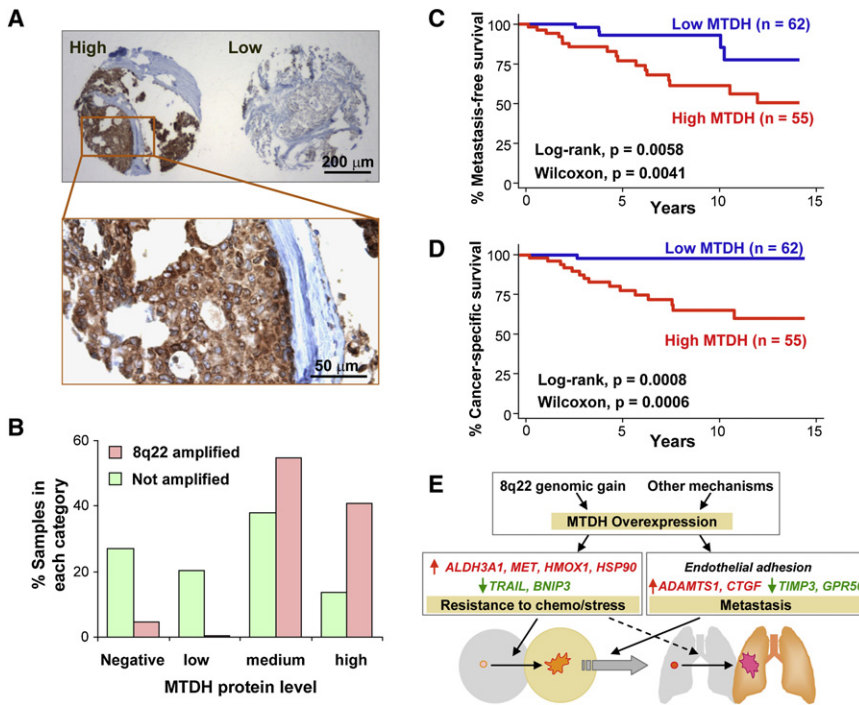 A
High
Low
200 μm
50 μm
B
% Samples in each category
60
40
20
0
8q22 amplified
Not amplified
Negative low medium high
MTDH protein level
C
% Metastasis-free survival
100
75
50
25
0
Low MTDH (n = 62)
High MTDH (n = 55)
Log-rank, p = 0.0058
Wilcoxon, p = 0.0041
0 5 10 15
Years
D
% Cancer-specific survival
100
75
50
25
0
Low MTDH (n = 62)
High MTDH (n = 55)
Log-rank, p = 0.0008
Wilcoxon, p = 0.0006
0 5 10 15
Years
E
8q22 genomic gain Other mechanisms
MTDH Overexpression
ALDH3A1, MET, HMOX1, HSP90
TRAIL, BNIP3
Resistance to chemo/stress
Endothelial adhesion
ADAMTS1, CTGF TIMP3,
Metastasis